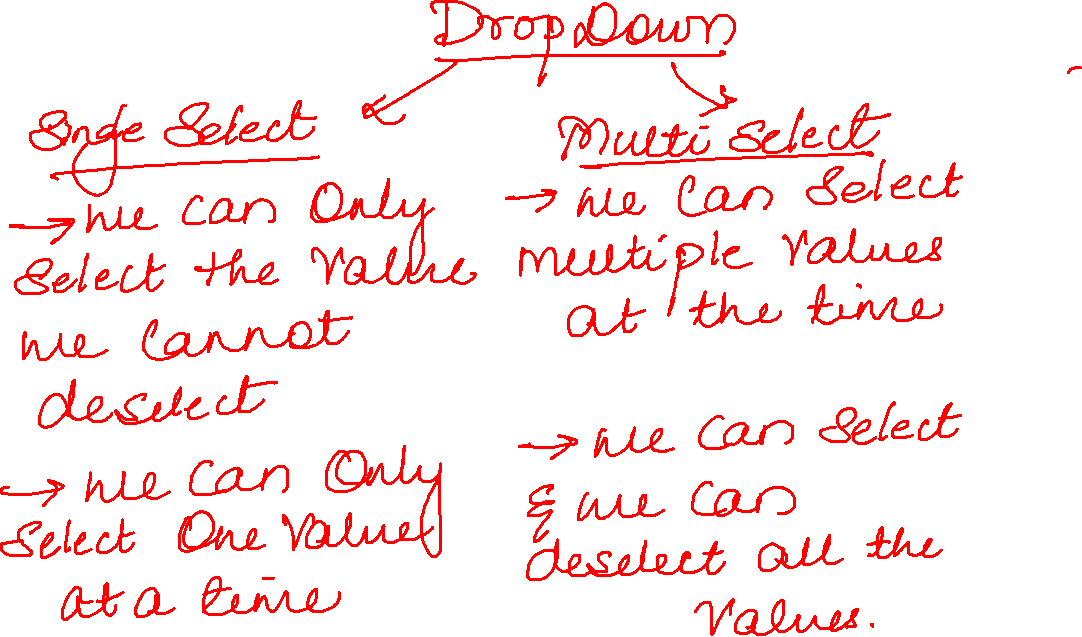 Drop Down
Single Select
→ we can Only
Select the Value
we cannot
deselect
→ we can Only
Select One Value
at a time
Multi Select
→ we can Select
multiple values
at the time
→ we can Select
& we can
deselect all the
values.